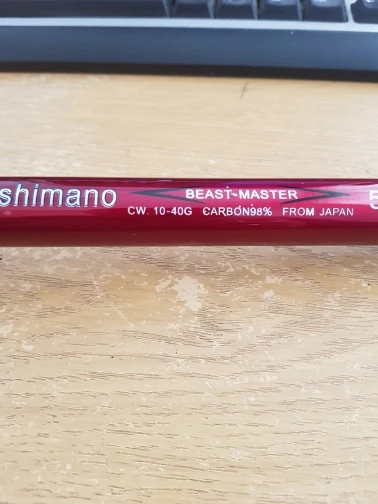 shimano
BEAST-MASTER
CW. 10-40G CARBON98% FROM JAPAN